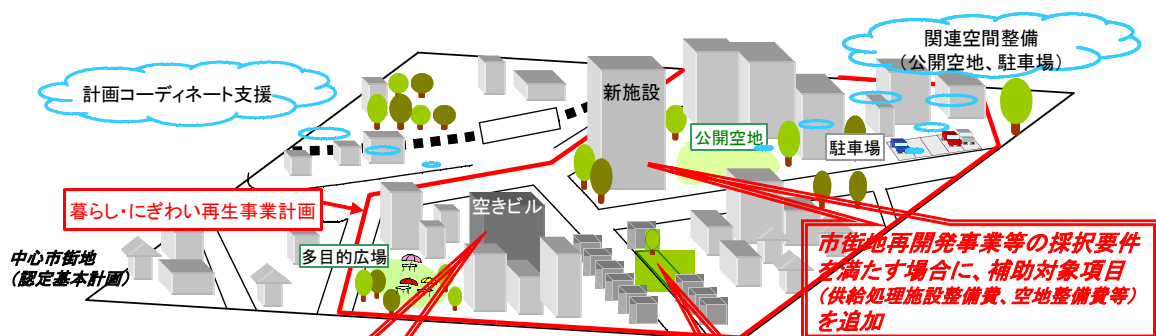 関連空間整備
(公開空地、駐車場)
計画コーディネート支援
新施設
公開空地
駐車場
暮らし・にぎわい再生事業計画
空きビル
中心市街地
(認定基本計画)
多目的広場
市街地再開発事業等の採択要件
を満たす場合に、補助対象項目
(供給処理施設整備費、空地整備費等)
を追加